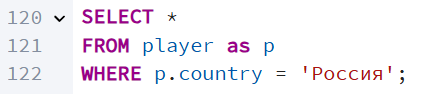 120 SELECT *
121 FROM player as p
122 WHERE p.country = 'Россия';